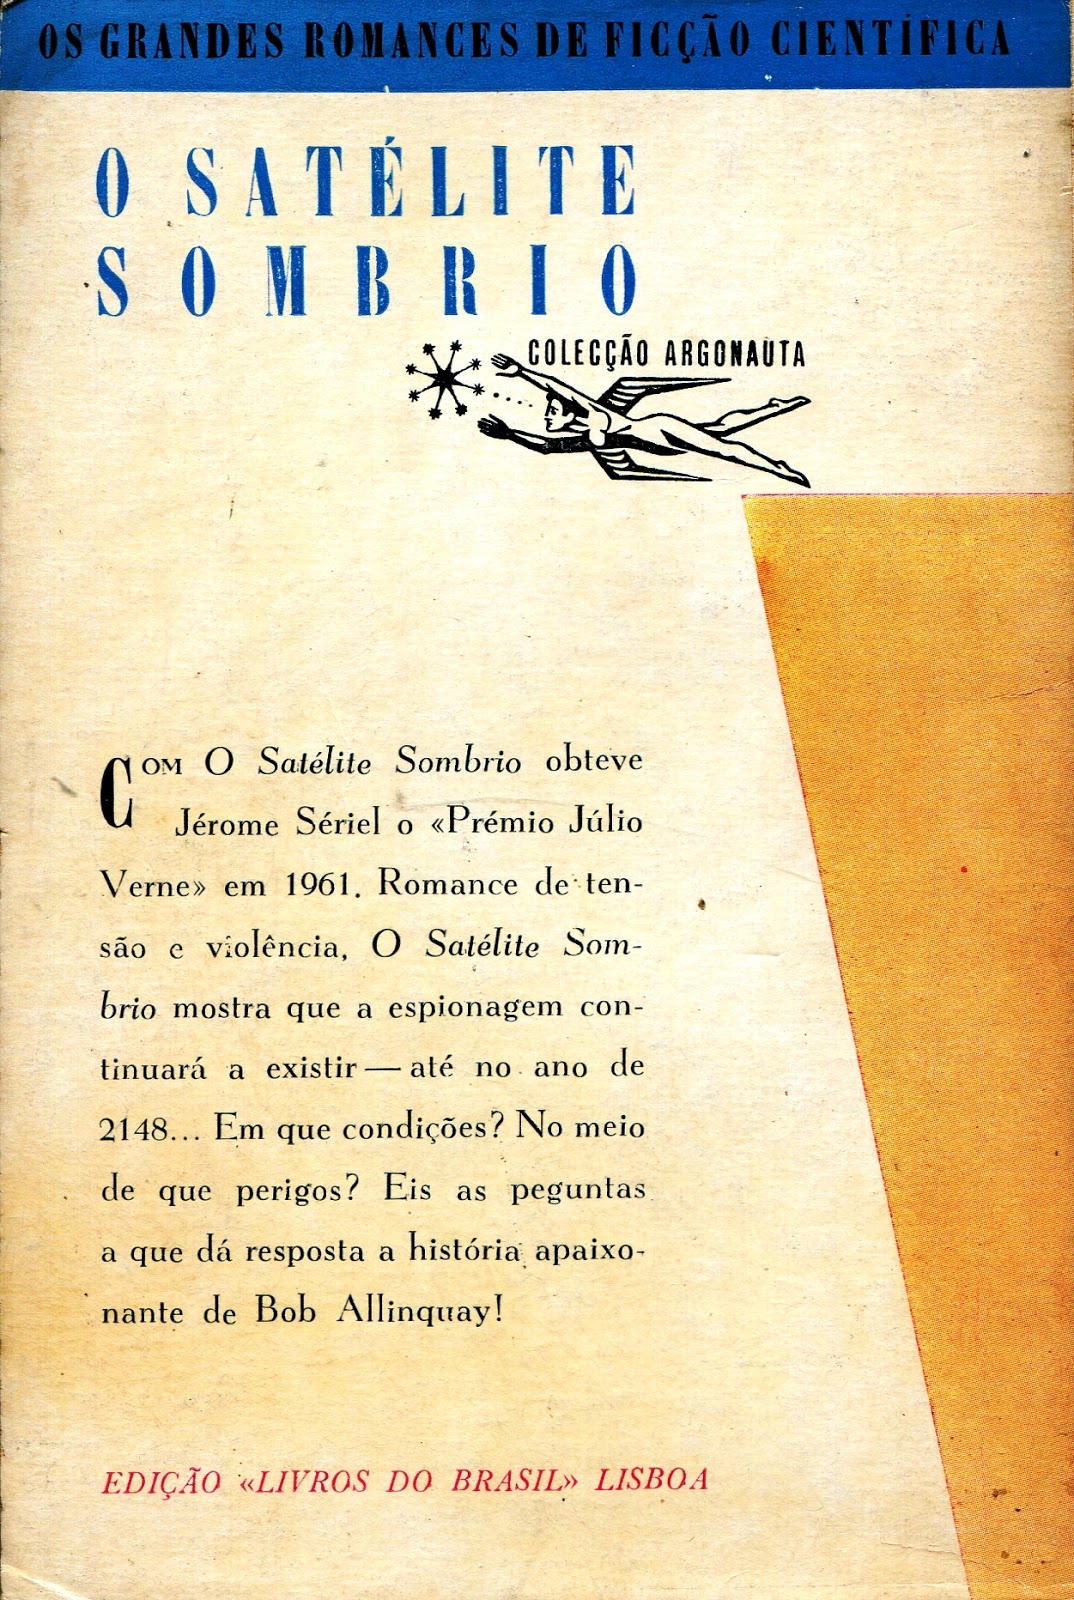 OS GRANDES ROMANCES DE FICÇÃO CIENTÍFICA
O SATÉLITE
SOMBRIO
COLECÇÃO ARGONAUTA
COM O Satélite Sombrio obteve
Jérome Sériel o «Prémio Júlio
Verne» em 1961. Romance de ten-
são e violência, O Satélite Som-
brio mostra que a espionagem con-
tinuará a existir — até no ano de
2148... Em que condições? No meio
de que perigos? Eis as peguntas
a que dá resposta a história apaixo-
nante de Bob Allinquay!
EDIÇÃO «LIVROS DO BRASIL» LISBOA